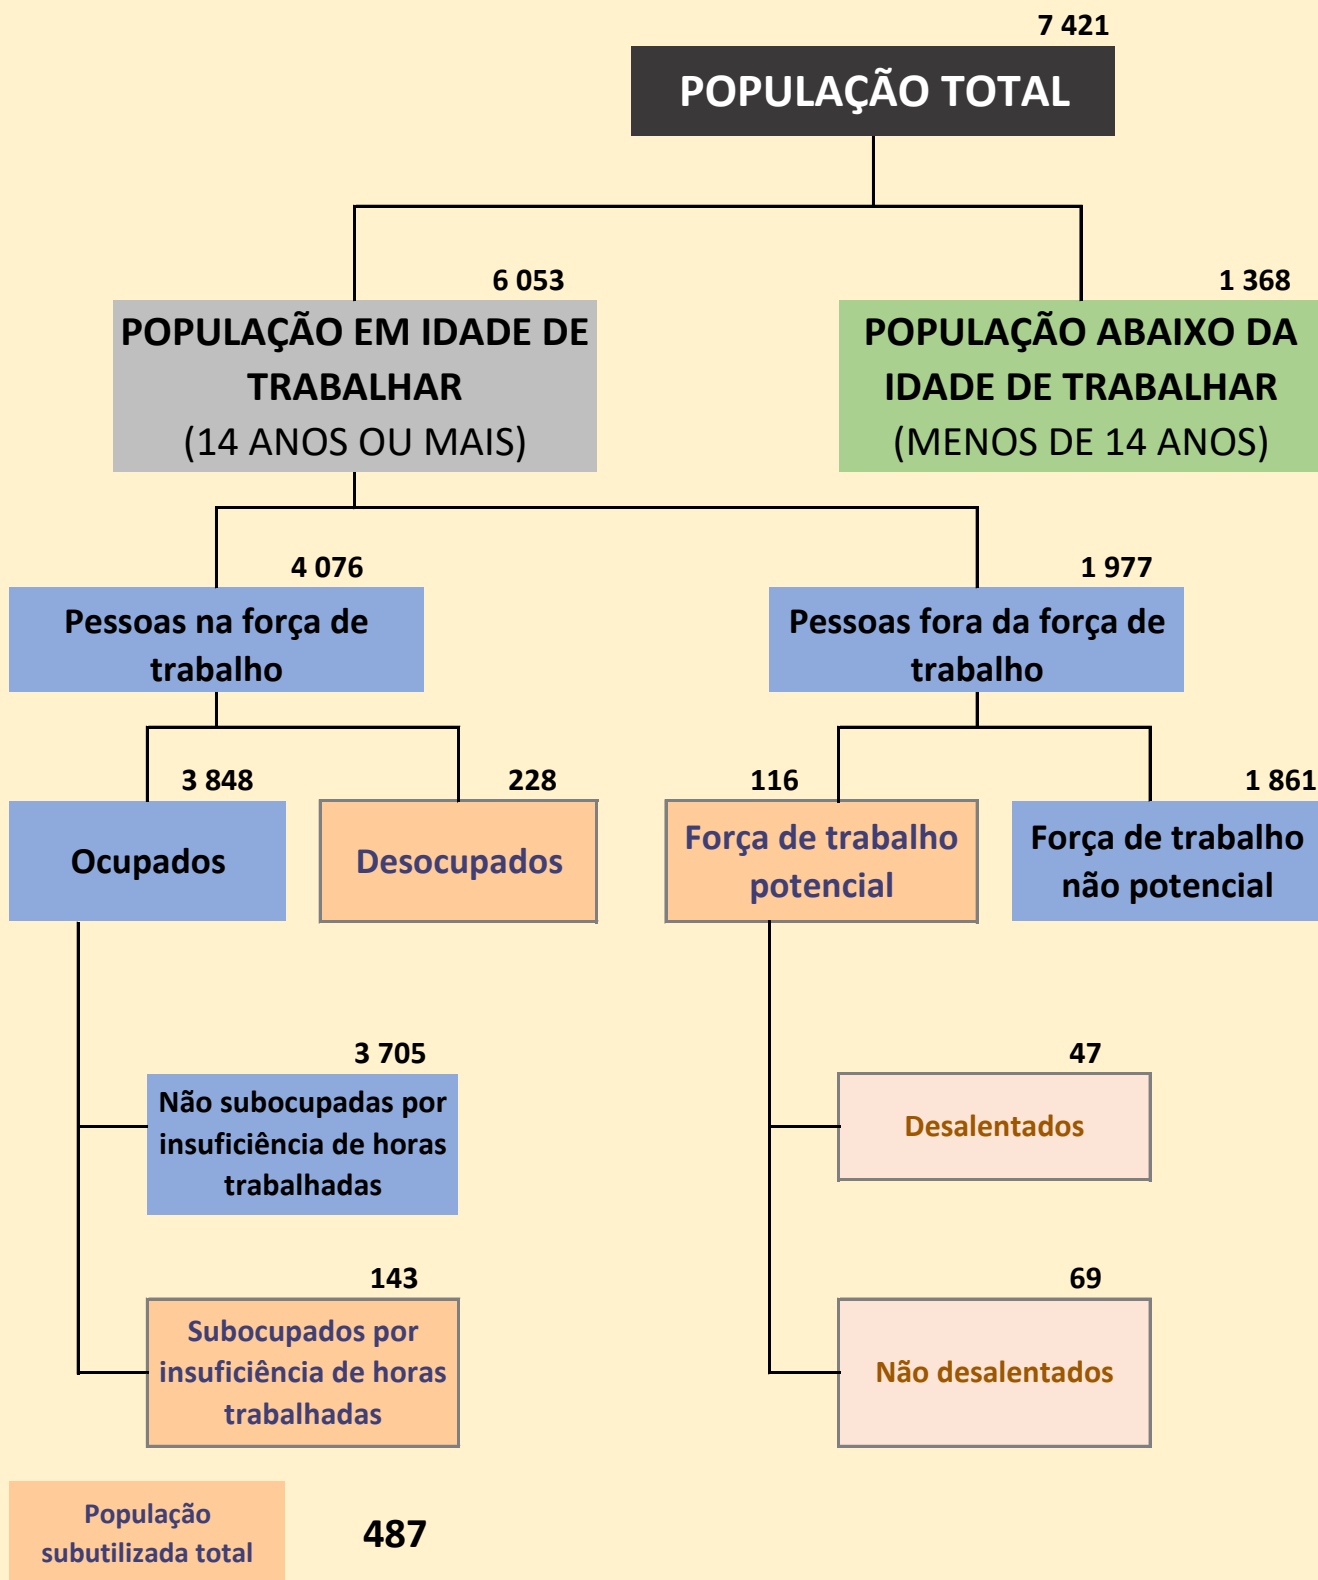 7 421
POPULAÇÃO TOTAL
6 053
POPULAÇÃO EM IDADE DE
TRABALHAR
(14 ANOS OU MAIS)
1 368
POPULAÇÃO ABAIXO DA
IDADE DE TRABALHAR
(MENOS DE 14 ANOS)
4 076
Pessoas na força de
trabalho
1 977
Pessoas fora da força de
trabalho
3 848
Ocupados
228
Desocupados
116
Força de trabalho
potencial
1 861
Força de trabalho
não potencial
3 705
Não subocupadas por
insuficiência de horas
trabalhadas
47
Desalentados
143
Subocupados por
insuficiência de horas
trabalhadas
69
Não desalentados
População
subutilizada total
487